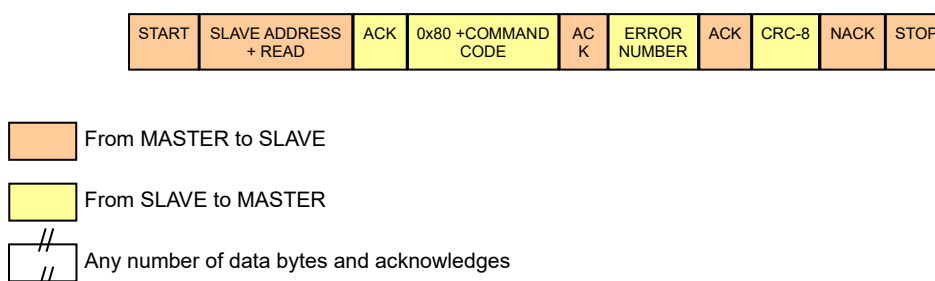 START SLAVE ADDRESS + READ ACK 0x80 +COMMAND CODE AC K ERROR NUMBER ACK CRC-8 NACK STOP
From MASTER to SLAVE
From SLAVE to MASTER
Any number of data bytes and acknowledges